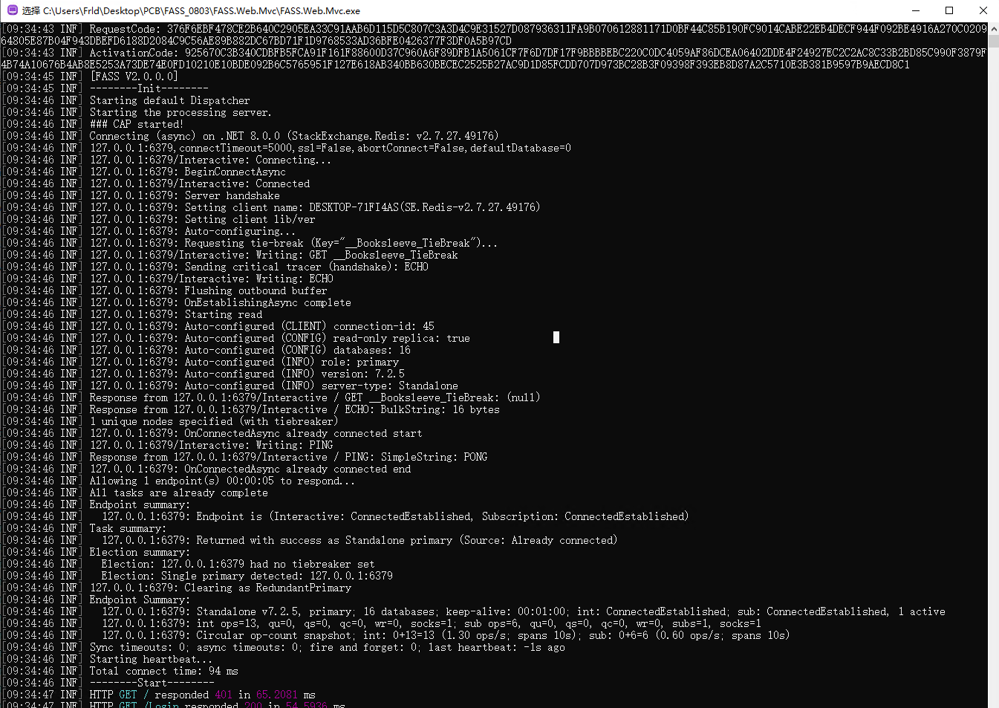 选择 C:\Users\Frld\Desktop\PCB\FASS_0803\FASS.Web.Mvc\FASS.Web.Mvc.exe
[09:34:43 INF] RequestCode: 376F6EBF478CE2B640C2905EA33C91AAB6D115D5C807C3A3D4C9E31527D087936311FA9B070612881171D0BF44C85B190FC9014CABE22EB4DECF944F092BE4916A270C0209
64805E87B04F943DBEFD6188D2084C9C56AE89B882DC67BD71F1D9768533AD36BFE0426377F3DF0A5B97CD
[09:34:43 INF] ActivationCode: 925670C3B340CDBFB5FCA91F161F88600D37C960A6F89DFB1A5061CF7F6D7DF17F9BBBBEBC220C0DC4059AF86DCEA06402DDE4F24927EC2C2AC8C33B2BD85C990F3879F
4B74A10676B4AB8E5253A73DE74E0FD10210E10BDE092B6C5765951F127E618AB340BB630BECEC2525B27AC9D1D85FCDD707D973BC28B3F09398F393EB8D87A2C5710E3B381B9597B9AECD8C1
[09:34:45 INF] [FASS V2.0.0.0]
[09:34:45 INF] --------Init--------
[09:34:46 INF] Starting default Dispatcher
[09:34:46 INF] Starting the processing server.
[09:34:46 INF] ### CAP started!
[09:34:46 INF] Connecting (async) on .NET 8.0.0 (StackExchange.Redis: v2.7.27.49176)
[09:34:46 INF] 127.0.0.1:6379,connectTimeout=5000,ssl=False,abortConnect=False,defaultDatabase=0
[09:34:46 INF] 127.0.0.1:6379/Interactive: Connecting...
[09:34:46 INF] 127.0.0.1:6379: BeginConnectAsync
[09:34:46 INF] 127.0.0.1:6379/Interactive: Connected
[09:34:46 INF] 127.0.0.1:6379: Server handshake
[09:34:46 INF] 127.0.0.1:6379: Setting client name: DESKTOP-71FI4AS(SE.Redis-v2.7.27.49176)
[09:34:46 INF] 127.0.0.1:6379: Setting client lib/ver
[09:34:46 INF] 127.0.0.1:6379: Auto-configuring...
[09:34:46 INF] 127.0.0.1:6379: Requesting tie-break (Key="__Booksleeve_TieBreak")...
[09:34:46 INF] 127.0.0.1:6379/Interactive: Writing: GET __Booksleeve_TieBreak
[09:34:46 INF] 127.0.0.1:6379: Sending critical tracer (handshake): ECHO
[09:34:46 INF] 127.0.0.1:6379/Interactive: Writing: ECHO
[09:34:46 INF] 127.0.0.1:6379: Flushing outbound buffer
[09:34:46 INF] 127.0.0.1:6379: OnEstablishingAsync complete
[09:34:46 INF] 127.0.0.1:6379: Starting read
[09:34:46 INF] 127.0.0.1:6379: Auto-configured (CLIENT) connection-id: 45
[09:34:46 INF] 127.0.0.1:6379: Auto-configured (CONFIG) read-only replica: true
[09:34:46 INF] 127.0.0.1:6379: Auto-configured (CONFIG) databases: 16
[09:34:46 INF] 127.0.0.1:6379: Auto-configured (INFO) role: primary
[09:34:46 INF] 127.0.0.1:6379: Auto-configured (INFO) version: 7.2.5
[09:34:46 INF] 127.0.0.1:6379: Auto-configured (INFO) server-type: Standalone
[09:34:46 INF] Response from 127.0.0.1:6379/Interactive / GET __Booksleeve_TieBreak: (null)
[09:34:46 INF] Response from 127.0.0.1:6379/Interactive / ECHO: BulkString: 16 bytes
[09:34:46 INF] 1 unique nodes specified (with tiebreaker)
[09:34:46 INF] 127.0.0.1:6379: OnConnectedAsync already connected start
[09:34:46 INF] 127.0.0.1:6379/Interactive: Writing: PING
[09:34:46 INF] Response from 127.0.0.1:6379/Interactive / PING: SimpleString: PONG
[09:34:46 INF] 127.0.0.1:6379: OnConnectedAsync already connected end
[09:34:46 INF] Allowing 1 endpoint(s) 00:00:05 to respond...
[09:34:46 INF] All tasks are already complete
[09:34:46 INF] Endpoint summary:
[09:34:46 INF]   127.0.0.1:6379: Endpoint is (Interactive: ConnectedEstablished, Subscription: ConnectedEstablished)
[09:34:46 INF] Task summary:
[09:34:46 INF]   127.0.0.1:6379: Returned with success as Standalone primary (Source: Already connected)
[09:34:46 INF] Election summary:
[09:34:46 INF]   Election: 127.0.0.1:6379 had no tiebreaker set
[09:34:46 INF]   Election: Single primary detected: 127.0.0.1:6379
[09:34:46 INF] 127.0.0.1:6379: Clearing as RedundantPrimary
[09:34:46 INF] Endpoint Summary:
[09:34:46 INF]   127.0.0.1:6379: Standalone v7.2.5, primary; 16 databases; keep-alive: 00:01:00; int: ConnectedEstablished; sub: ConnectedEstablished, 1 active
[09:34:46 INF]   127.0.0.1:6379: int ops=13, qu=0, qs=0, qc=0, wr=0, socks=1; sub ops=6, qu=0, qs=0, qc=0, wr=0, subs=1, socks=1
[09:34:46 INF]   127.0.0.1:6379: Circular op-count snapshot; int: 0+13=13 (1.30 ops/s; spans 10s); sub: 0+6=6 (0.60 ops/s; spans 10s)
[09:34:46 INF] Sync timeouts: 0; async timeouts: 0; fire and forget: 0; last heartbeat: -1s ago
[09:34:46 INF] Starting heartbeat...
[09:34:46 INF] Total connect time: 94 ms
[09:34:46 INF] --------Start--------
[09:34:47 INF] HTTP GET / responded 401 in 65.2081 ms
[09:34:47 INF] HTTP GET /Login responded 200 in 54.5936 ms